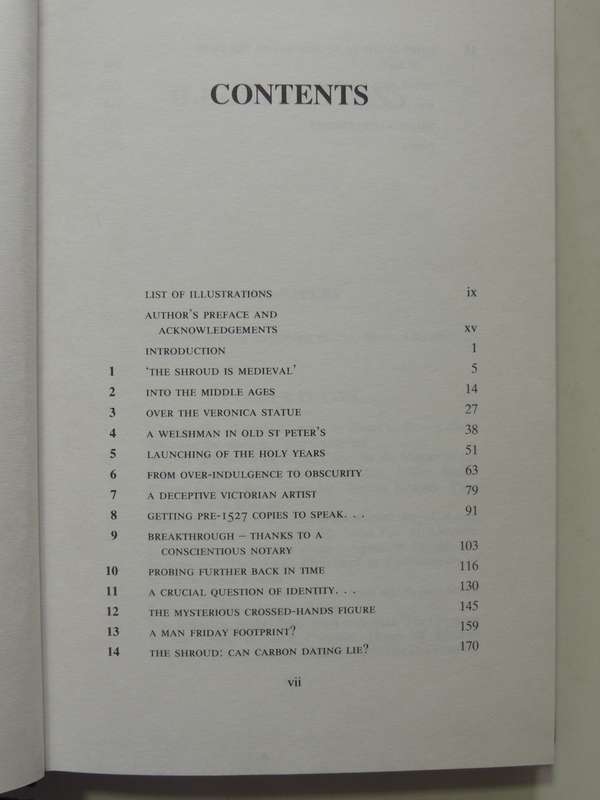 CONTENTS
LIST OF ILLUSTRATIONS ix
AUTHOR'S PREFACE AND
ACKNOWLEDGEMENTS xv
INTRODUCTION 1
1 'THE SHROUD IS MEDIEVAL' 5
2 INTO THE MIDDLE AGES 14
3 OVER THE VERONICA STATUE 27
4 A WELSHMAN IN OLD ST PETER'S 38
5 LAUNCHING OF THE HOLY YEARS 51
6 FROM OVER-INDULGENCE TO OBSCURITY 63
7 A DECEPTIVE VICTORIAN ARTIST 79
8 GETTING PRE-1527 COPIES TO SPEAK. . . 91
9 BREAKTHROUGH – THANKS TO A
CONSCIENTIOUS NOTARY 103
10 PROBING FURTHER BACK IN TIME 116
11 A CRUCIAL QUESTION OF IDENTITY. . . 130
12 THE MYSTERIOUS CROSSED-HANDS FIGURE 145
13 A MAN FRIDAY FOOTPRINT? 159
14 THE SHROUD: CAN CARBON DATING LIE? 170
vii